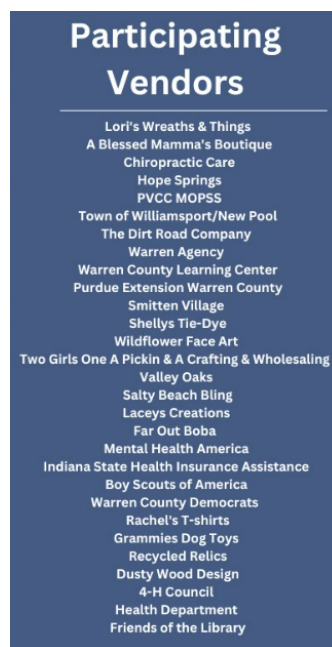 Participating
Vendors
Lori's Wreaths & Things
A Blessed Mamma's Boutique
Chiropractic Care
Hope Springs
PVCC MOPSS
Town of Williamsport/New Pool
The Dirt Road Company
Warren Agency
Warren County Learning Center
Purdue Extension Warren County
Smitten Village
Shellys Tie-Dye
Wildflower Face Art
Two Girls One A Pickin & A Crafting & Wholesaling
Valley Oaks
Salty Beach Bling
Laceys Creations
Far Out Boba
Mental Health America
Indiana State Health Insurance Assistance
Boy Scouts of America
Warren County Democrats
Rachel's T-shirts
Grammies Dog Toys
Recycled Relics
Dusty Wood Design
4-H Council
Health Department
Friends of the Library